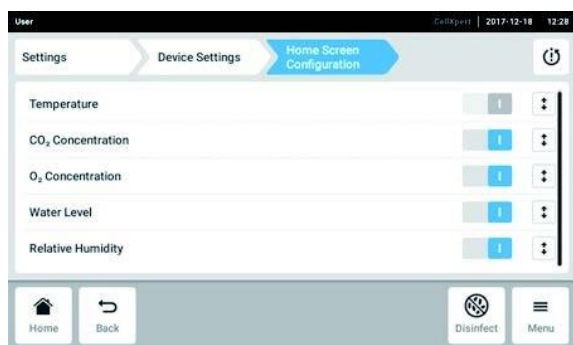 User CellXpert | 2017-12-18 12:28
Settings Device Settings Home Screen
Configuration
Temperature
CO₂ Concentration
O₂ Concentration
Water Level
Relative Humidity
Home Back Disinfect Menu